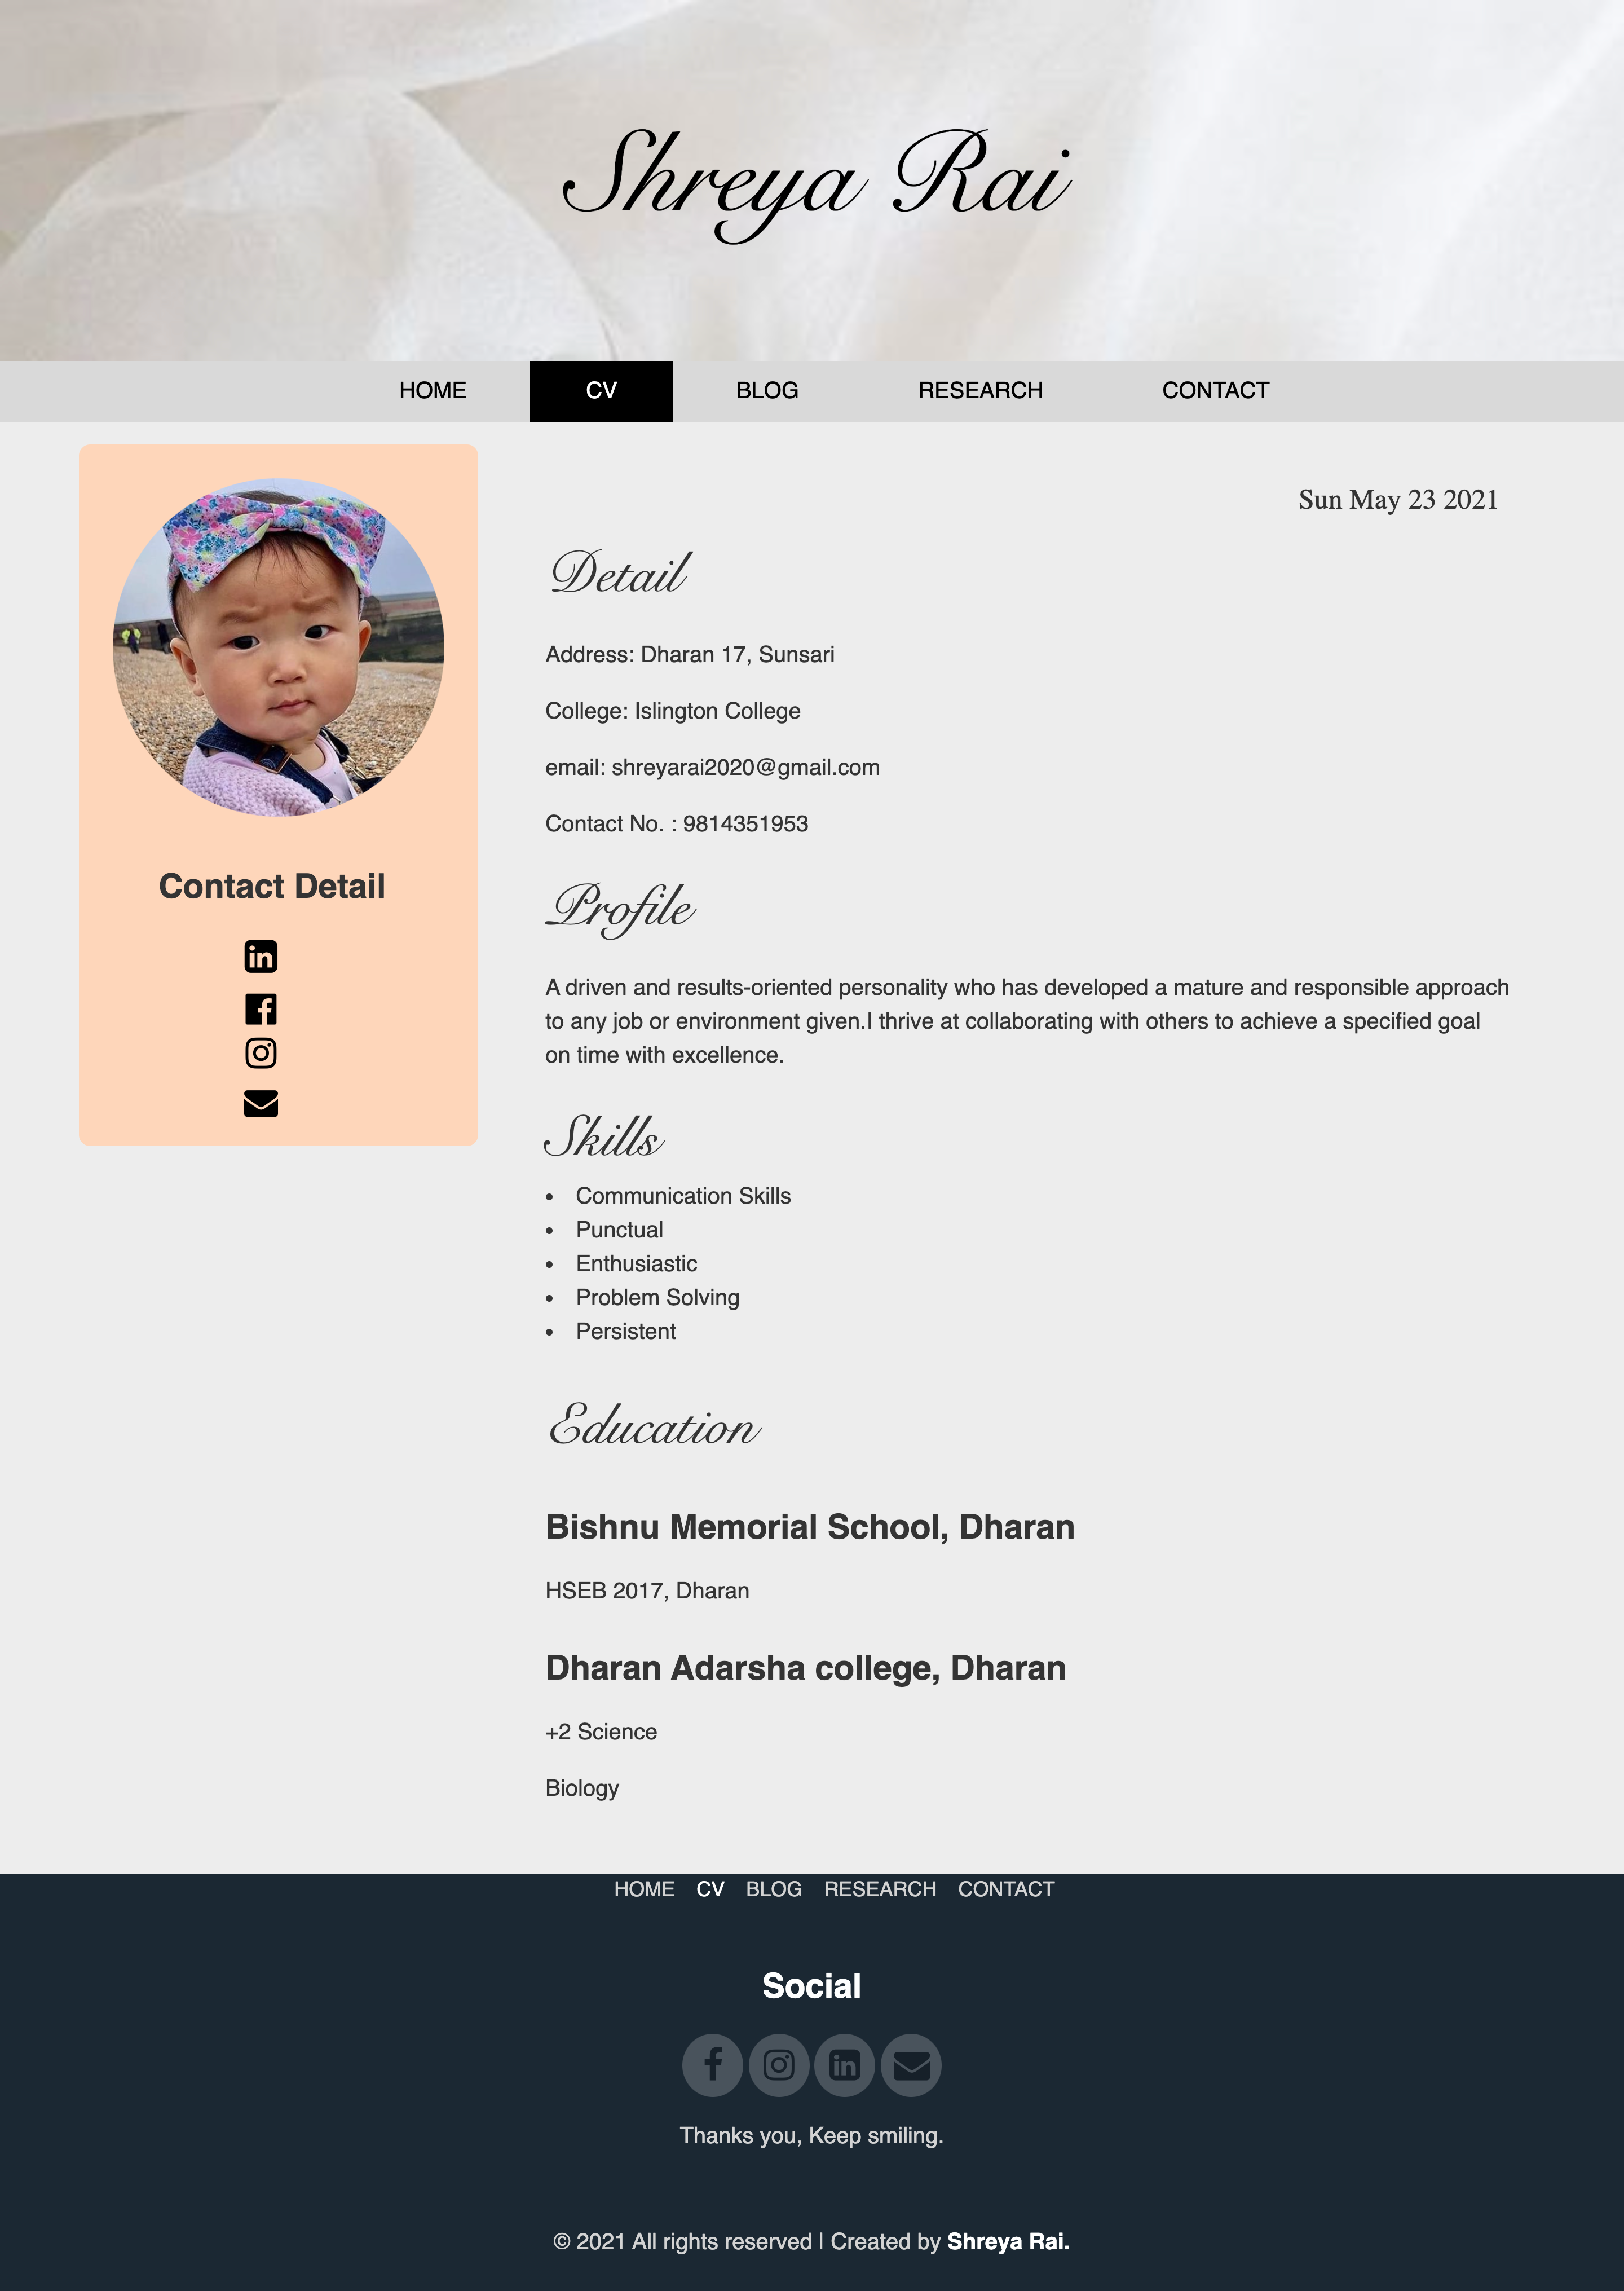 Shreya Rai
HOME CV BLOG RESEARCH CONTACT
Contact Detail
Sun May 23 2021
Detail
Address: Dharan 17, Sunsari
College: Islington College
email: shreyarai2020@gmail.com
Contact No. : 9814351953
Profile
A driven and results-oriented personality who has developed a mature and responsible approach
to any job or environment given.I thrive at collaborating with others to achieve a specified goal
on time with excellence.
Skills
• Communication Skills
• Punctual
• Enthusiastic
• Problem Solving
• Persistent
Education
Bishnu Memorial School, Dharan
HSEB 2017, Dharan
Dharan Adarsha college, Dharan
+2 Science
Biology
HOME CV BLOG RESEARCH CONTACT
Social
Thanks you, Keep smiling.
© 2021 All rights reserved | Created by Shreya Rai.